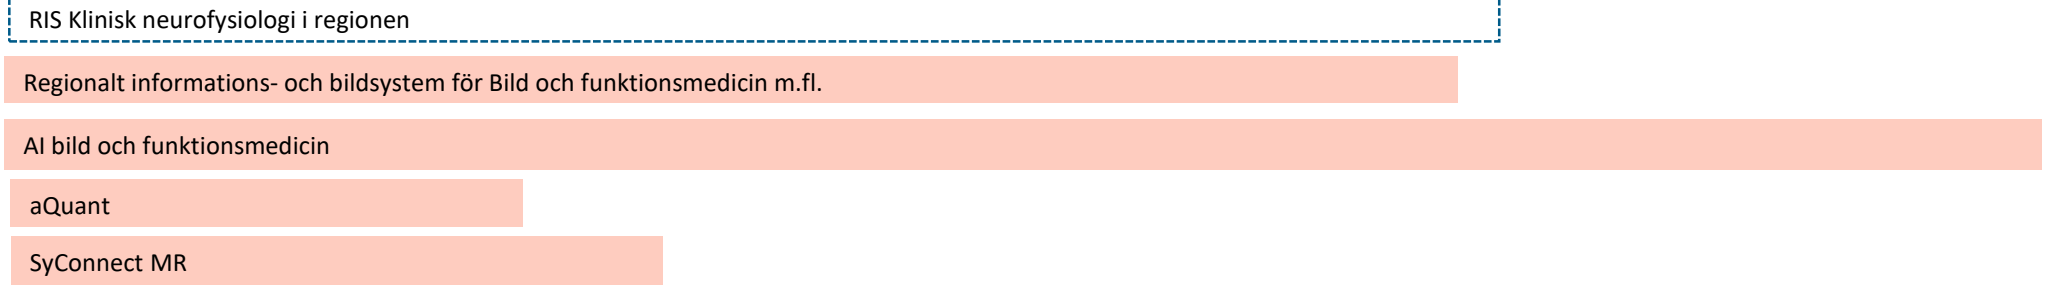 RIS Klinisk neurofysiologi i regionen
Regionalt informations- och bildsystem för Bild och funktionsmedicin m.fl.
AI bild och funktionsmedicin
aQuant
SyConnect MR